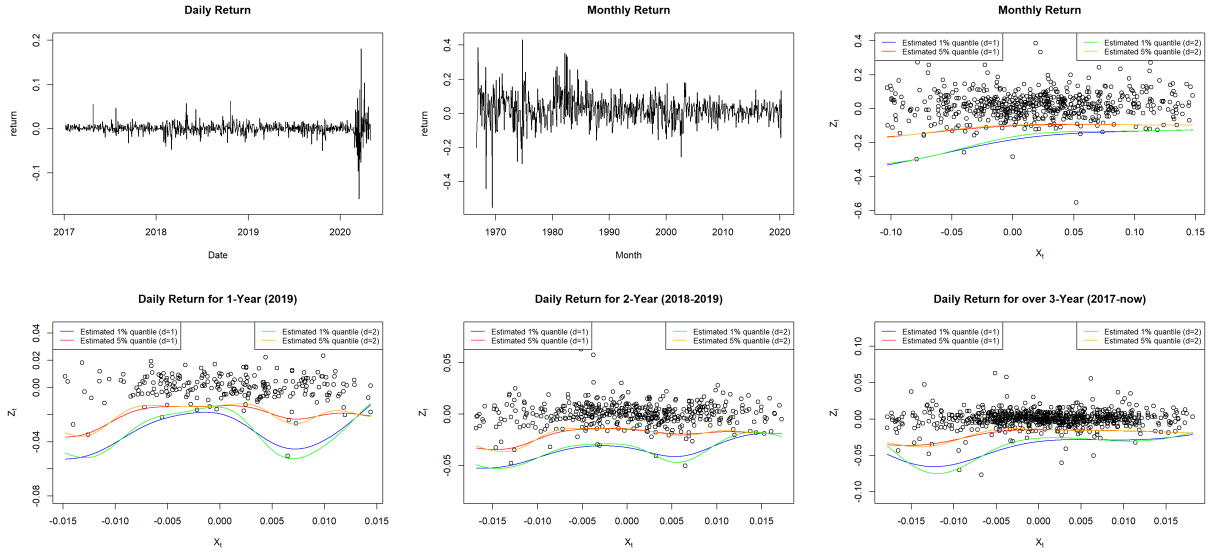 Daily Return
return
0.2
0.1
0.0
-0.1
2017 2018 2019 2020
Date
Monthly Return
return
0.4
0.2
0.0
-0.2
-0.4
1970 1980 1990 2000 2010 2020
Month
Monthly Return
Estimated 1% quantile (d=1)
Estimated 5% quantile (d=1)
Estimated 1% quantile (d=2)
Estimated 5% quantile (d=2)
Zt
0.4
0.2
0.0
-0.2
-0.4
-0.6
-0.10 -0.05 0.00 0.05 0.10 0.15
Xt
Daily Return for 1-Year (2019)
Estimated 1% quantile (d=1)
Estimated 5% quantile (d=1)
Estimated 1% quantile (d=2)
Estimated 5% quantile (d=2)
Zt
0.04
0.02
0.00
-0.04
-0.08
-0.015 -0.010 -0.005 0.000 0.005 0.010 0.015
Xt
Daily Return for 2-Year (2018-2019)
Estimated 1% quantile (d=1)
Estimated 5% quantile (d=1)
Estimated 1% quantile (d=2)
Estimated 5% quantile (d=2)
Zt
0.05
0.00
-0.05
-0.015 -0.010 -0.005 0.000 0.005 0.010 0.015
Xt
Daily Return for over 3-Year (2017-now)
Estimated 1% quantile (d=1)
Estimated 5% quantile (d=1)
Estimated 1% quantile (d=2)
Estimated 5% quantile (d=2)
Zt
0.10
0.05
0.00
-0.05
-0.10
-0.015 -0.010 -0.005 0.000 0.005 0.010 0.015
Xt